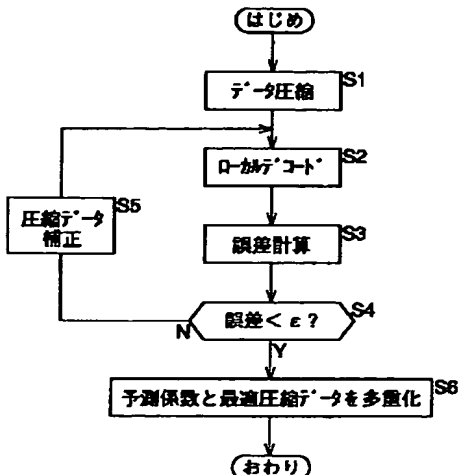 はじめ
データ圧縮
S1
ローカルデコード
S2
圧縮データ
補正
S5
誤差計算
S3
誤差<ε?
S4
N
Y
予測係数と最適圧縮データを多重化
S6
おわり